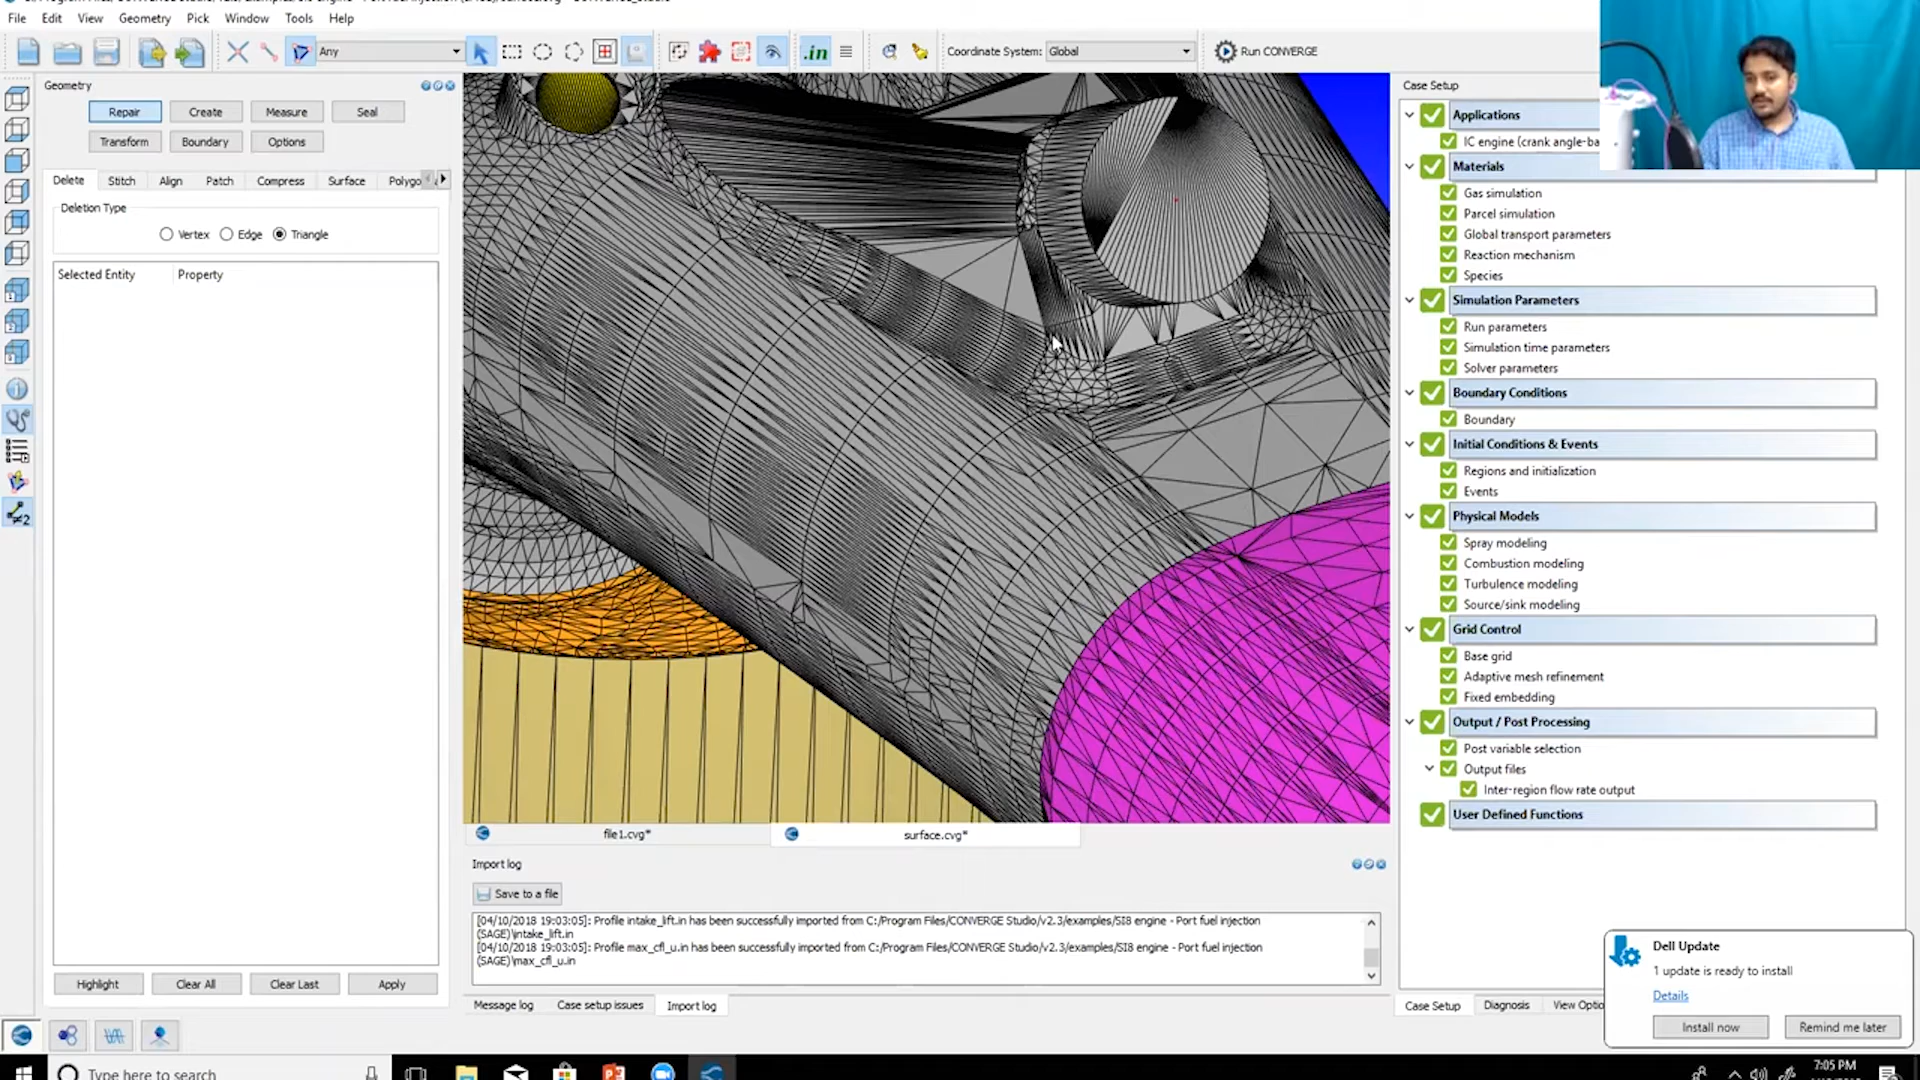 File Edit View Geometry Pick Window Tools Help
Any
.in
Coordinate System: Global
Run CONVERGE
Geometry
Repair Create Measure Seal
Transform Boundary Options
Delete Stitch Align Patch Compress Surface Polygo
Deletion Type
Vertex Edge Triangle
Selected Entity Property
Highlight Clear All Clear Last Apply
file1.cvg* surface.cvg*
Import log
Save to a file
[04/10/2018 19:03:05]: Profile intake_lift.in has been successfully imported from C:/Program Files/CONVERGE Studio/v2.3/examples/SI8 engine - Port fuel injection
(SAGE)\intake_lift.in
[04/10/2018 19:03:05]: Profile max_cfl_u.in has been successfully imported from C:/Program Files/CONVERGE Studio/v2.3/examples/SI8 engine - Port fuel injection
(SAGE)\max_cfl_u.in
Message log Case setup issues Import log
Case Setup
Applications
IC engine (crank angle-ba
Materials
Gas simulation
Parcel simulation
Global transport parameters
Reaction mechanism
Species
Simulation Parameters
Run parameters
Simulation time parameters
Solver parameters
Boundary Conditions
Boundary
Initial Conditions & Events
Regions and initialization
Events
Physical Models
Spray modeling
Combustion modeling
Turbulence modeling
Source/sink modeling
Grid Control
Base grid
Adaptive mesh refinement
Fixed embedding
Output / Post Processing
Post variable selection
Output files
Inter-region flow rate output
User Defined Functions
Case Setup Diagnosis View Optio
Dell Update
1 update is ready to install
Details
Install now Remind me later
Type here to search
7:05 PM